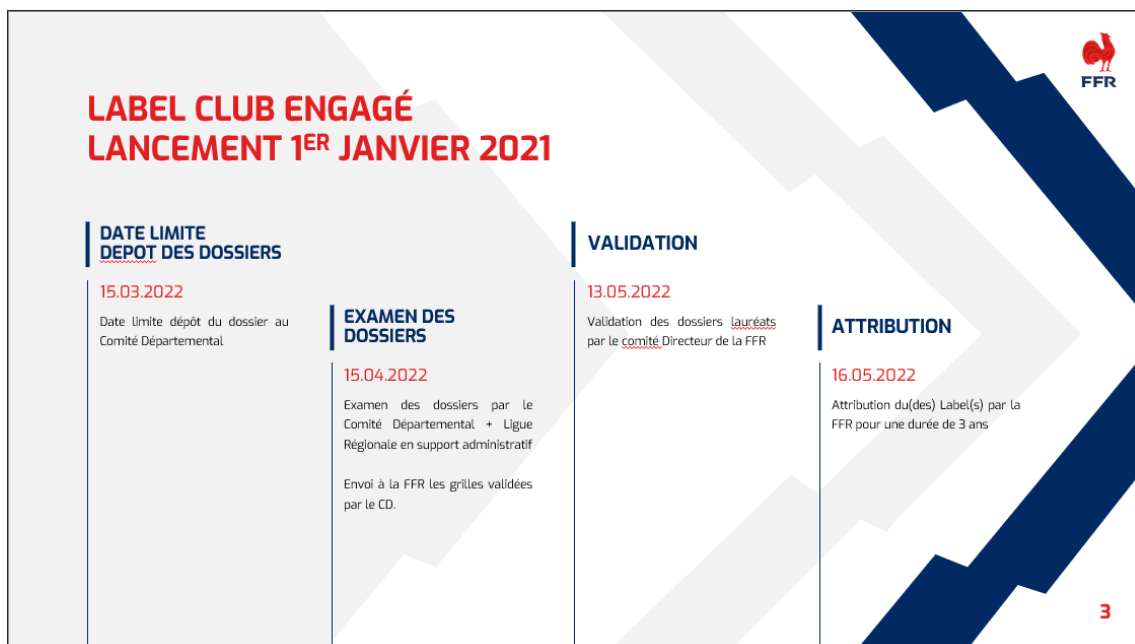 FFR
LABEL CLUB ENGAGÉ
LANCEMENT 1ER JANVIER 2021
DATE LIMITE
DEPOT DES DOSSIERS
15.03.2022
Date limite dépôt du dossier au
Comité Départemental
EXAMEN DES
DOSSIERS
15.04.2022
Examen des dossiers par le
Comité Départemental + Ligue
Régionale en support administratif
Envoi à la FFR les grilles validées
par le CD.
VALIDATION
13.05.2022
Validation des dossiers lauréats
par le comité Directeur de la FFR
ATTRIBUTION
16.05.2022
Attribution du(des) Label(s) par la
FFR pour une durée de 3 ans
3